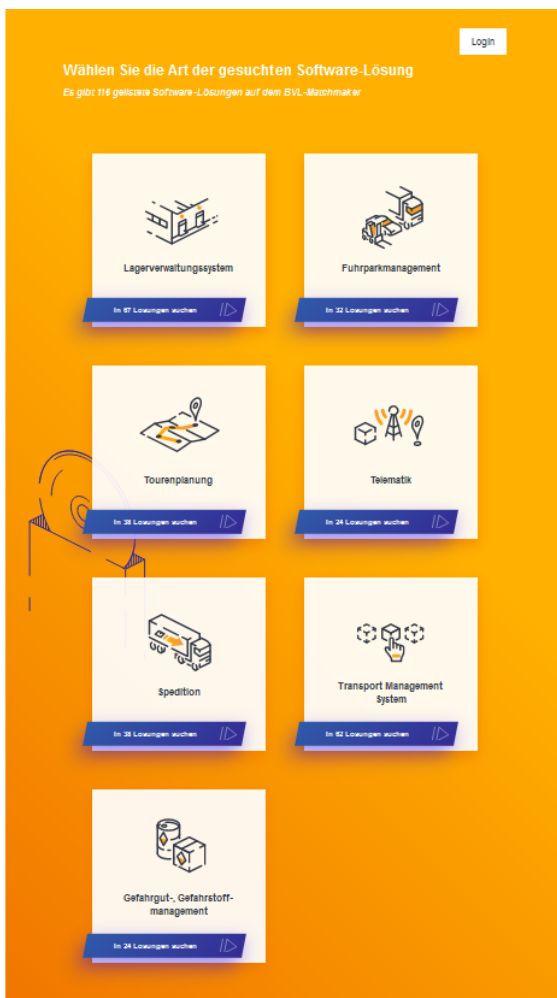 Login
Wählen Sie die Art der gesuchten Software-Lösung
Es gibt 116 gelistete Software-Lösungen auf dem BVL-Matchmaker
Lagerverwaltungssystem
In 67 Lösungen suchen
Fuhrparkmanagement
In 32 Lösungen suchen
Tourenplanung
In 38 Lösungen suchen
Telematik
In 24 Lösungen suchen
Spedition
In 38 Lösungen suchen
Transport Management
System
In 62 Lösungen suchen
Gefahrgut-, Gefahrstoff-
management
In 24 Lösungen suchen